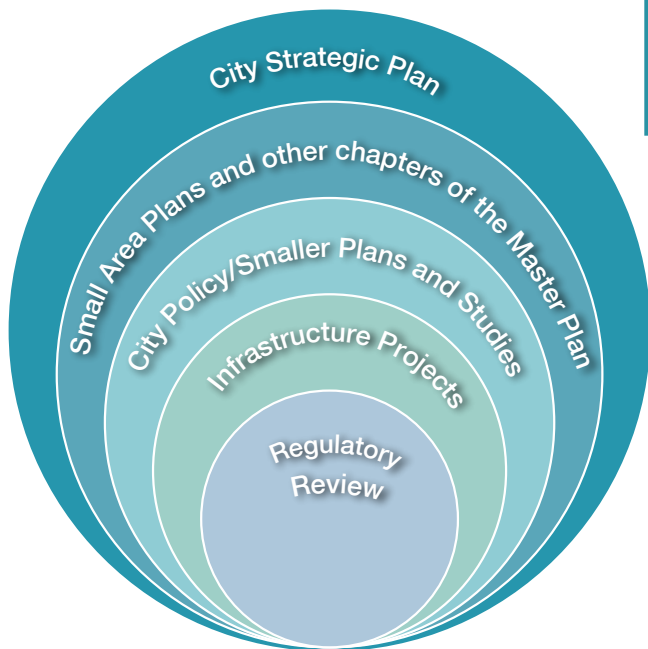 City Strategic Plan
Small Area Plans and other chapters of the Master Plan
City Policy/Smaller Plans and Studies
Infrastructure Projects
Regulatory
Review